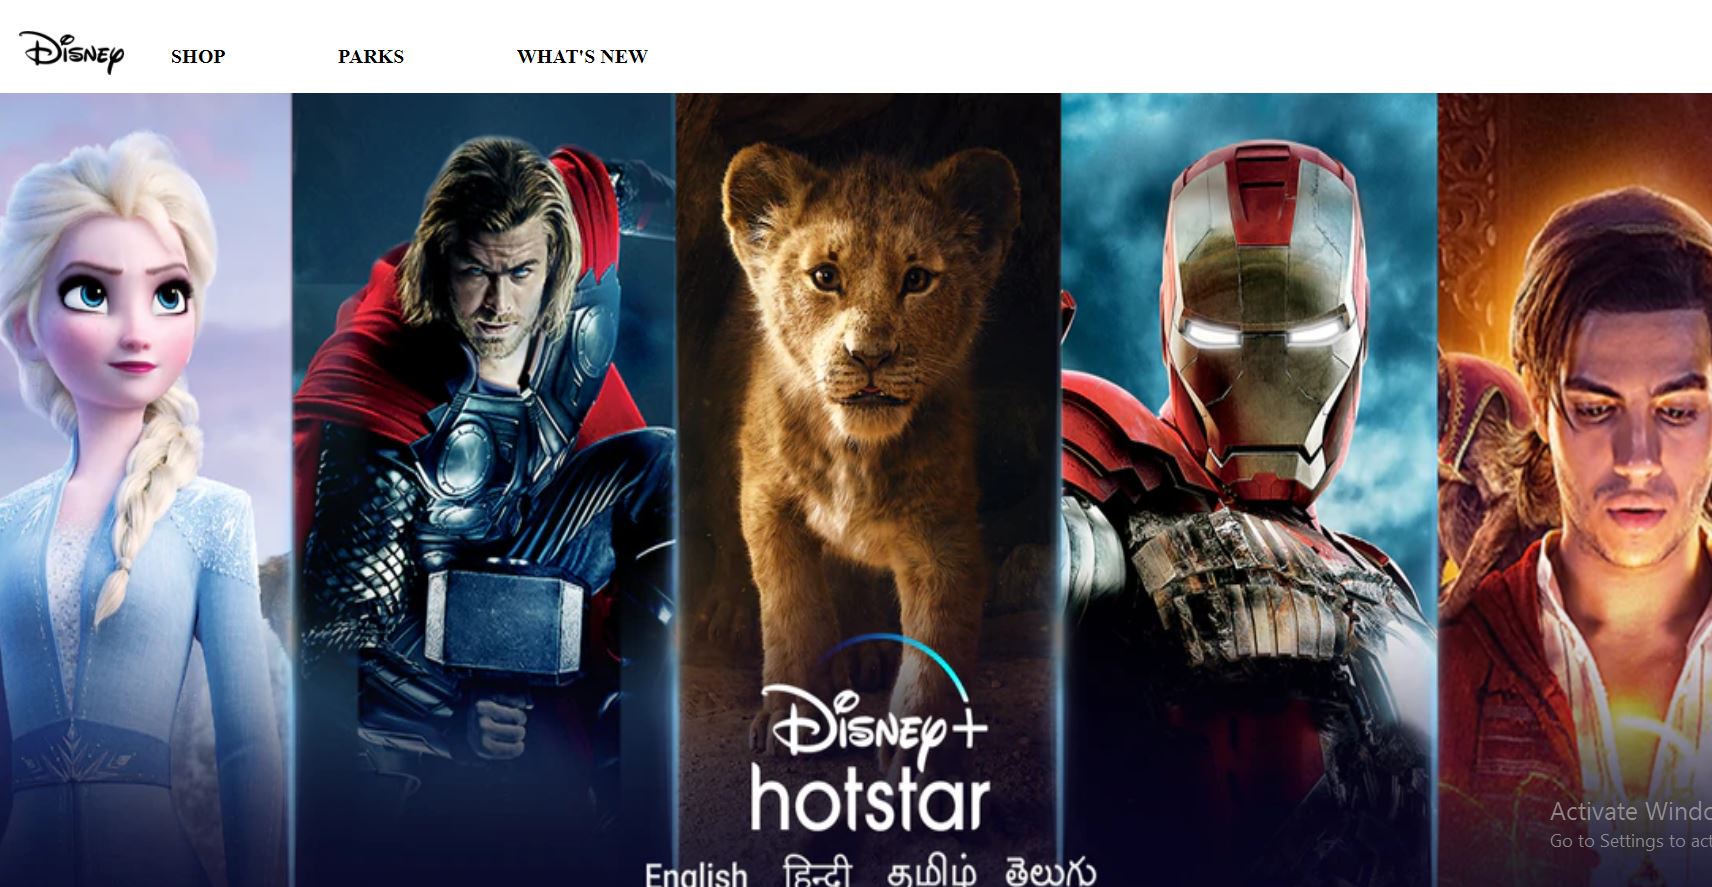 Disney SHOP PARKS WHAT'S NEW
Disney+
hotstar
English हिन्दी தமிழ் తెలుగు
Activate Windo
Go to Settings to act